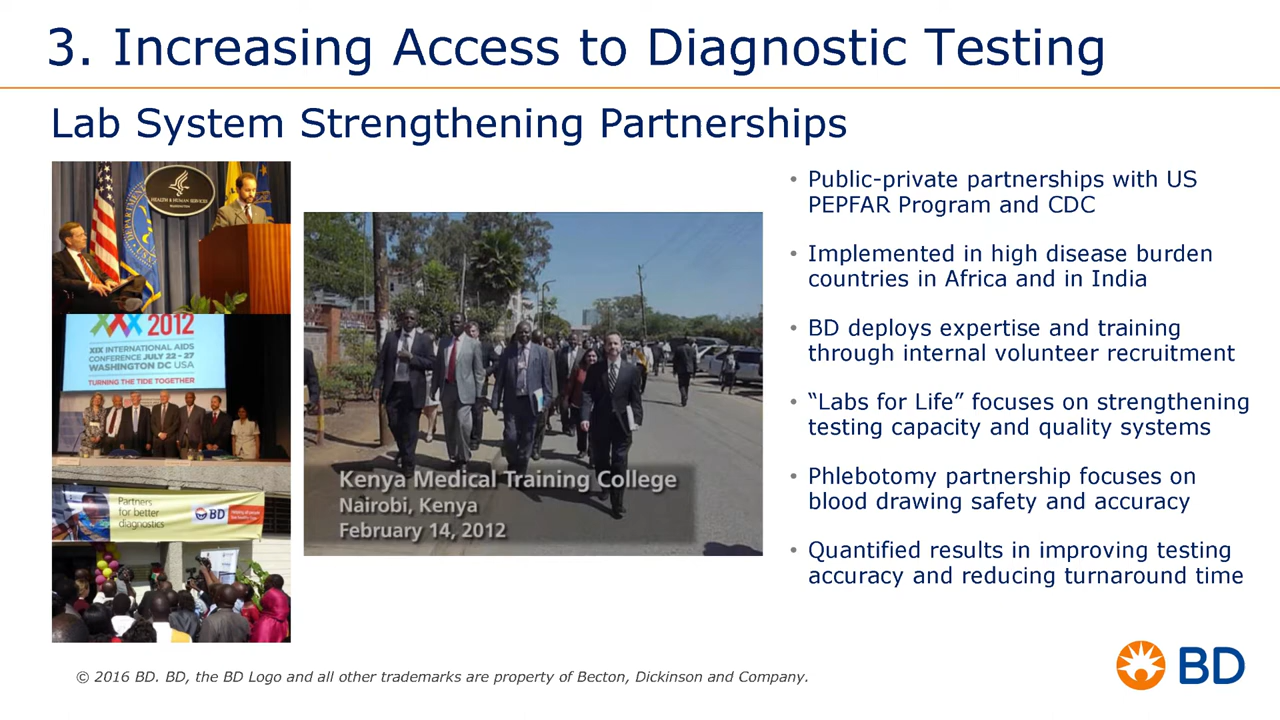 3. Increasing Access to Diagnostic Testing
Lab System Strengthening Partnerships
HEALTH & HUMAN SERVICES
2012
XIX INTERNATIONAL AIDS
CONFERENCE JULY 22 - 27
WASHINGTON DC USA
TURNING THE TIDE TOGETHER
Partners
for better
diagnostics
BD
Kenya Medical Training College
Nairobi, Kenya
February 14, 2012
• Public-private partnerships with US
PEPFAR Program and CDC
• Implemented in high disease burden
countries in Africa and in India
• BD deploys expertise and training
through internal volunteer recruitment
• “Labs for Life” focuses on strengthening
testing capacity and quality systems
• Phlebotomy partnership focuses on
blood drawing safety and accuracy
• Quantified results in improving testing
accuracy and reducing turnaround time
© 2016 BD. BD, the BD Logo and all other trademarks are property of Becton, Dickinson and Company.
BD